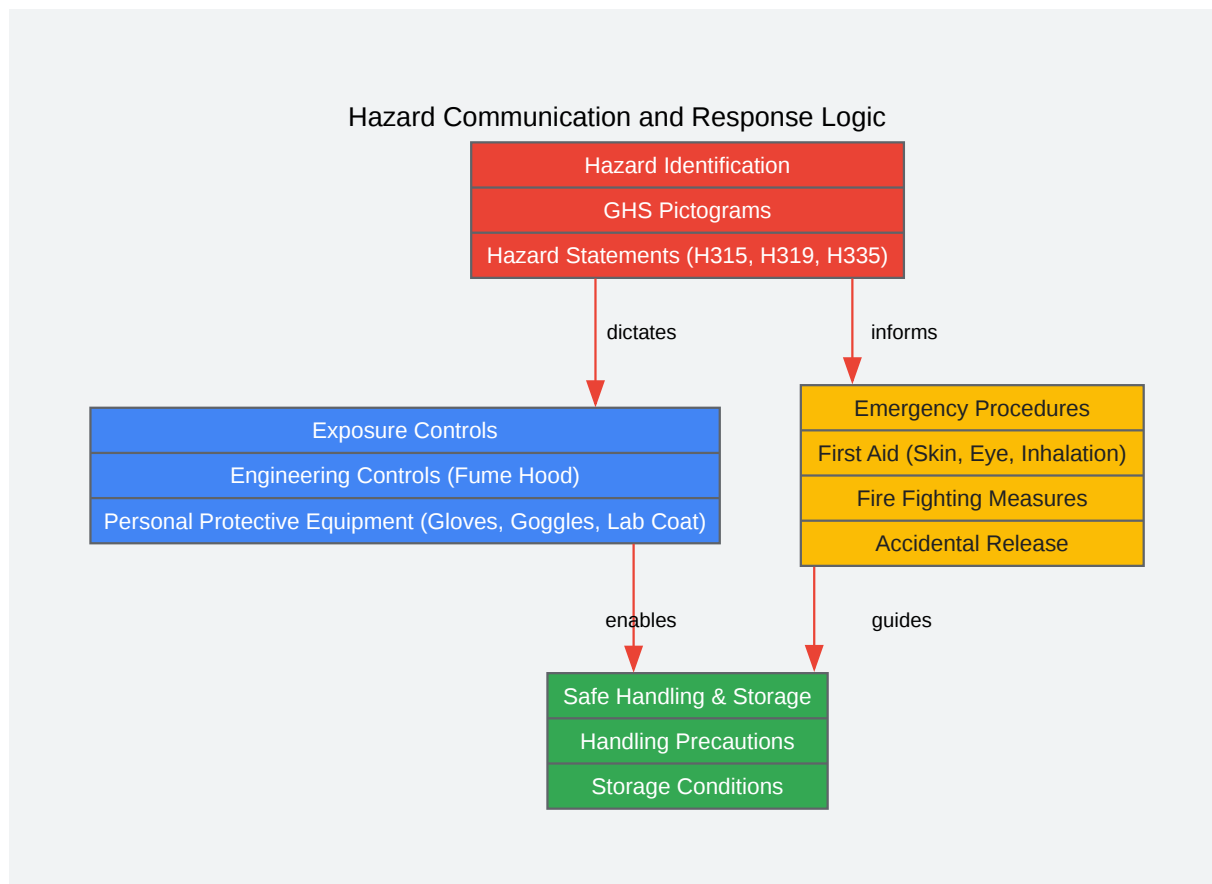 Hazard Communication and Response Logic
Hazard Identification
GHS Pictograms
Hazard Statements (H315, H319, H335)
dictates
informs
Exposure Controls
Engineering Controls (Fume Hood)
Personal Protective Equipment (Gloves, Goggles, Lab Coat)
Emergency Procedures
First Aid (Skin, Eye, Inhalation)
Fire Fighting Measures
Accidental Release
enables
guides
Safe Handling & Storage
Handling Precautions
Storage Conditions